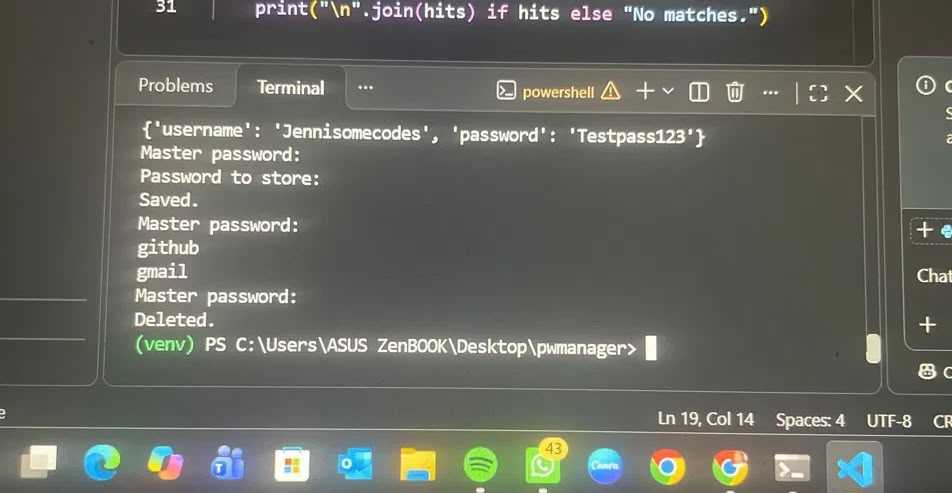 31 print("\n".join(hits) if hits else "No matches.")
Problems Terminal ... powershell
{'username': 'Jennisomecodes', 'password': 'Testpass123'}
Master password:
Password to store:
Saved.
Master password:
github
gmail
Master password:
Deleted.
(venv) PS C:\Users\ASUS ZenBOOK\Desktop\pwmanager>
Chat
Ln 19, Col 14 Spaces: 4 UTF-8 CR
43
Canva